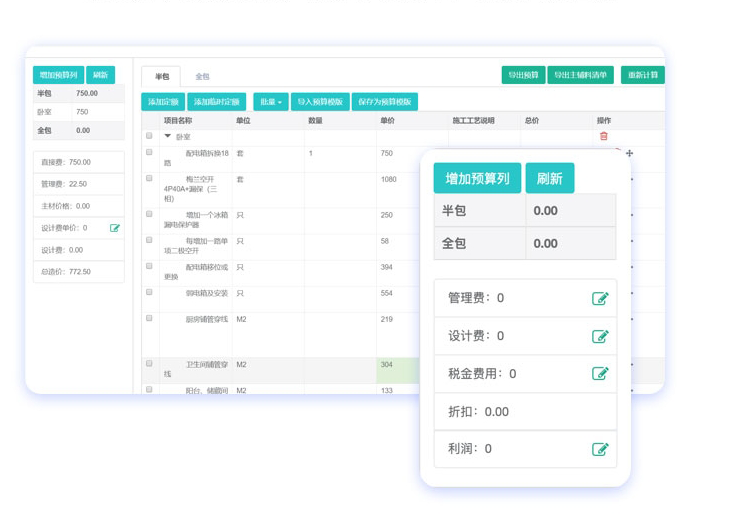 增加预算列 刷新
半包 750.00
卧室 750
全包 0.00
直接费：750.00
管理费：22.50
主材价格：0.00
设计费单价：0
设计费：0.00
总造价：772.50
半包 全包
导出预算 导出主辅料清单 重新计算
添加定额 添加临时定额 批量 导入预算模版 保存为预算模版
项目名称 单位 数量 单价 施工工艺说明 总价 操作
卧室
配电箱拆换18 套 1 750
路
梅兰空开 套 1080
4P40A+漏保（三
相）
增加一个冰箱 只 250
漏电保护器
每增加一路单 只 58
项二极空开
配电箱移位或 只 394
更换
弱电箱及安装 只 554
厨房铺管穿线 M2 219
卫生间铺管穿 M2 304
线
阳台、储藏间 M2 133
增加预算列 刷新
半包 0.00
全包 0.00
管理费：0
设计费：0
税金费用：0
折扣：0.00
利润：0